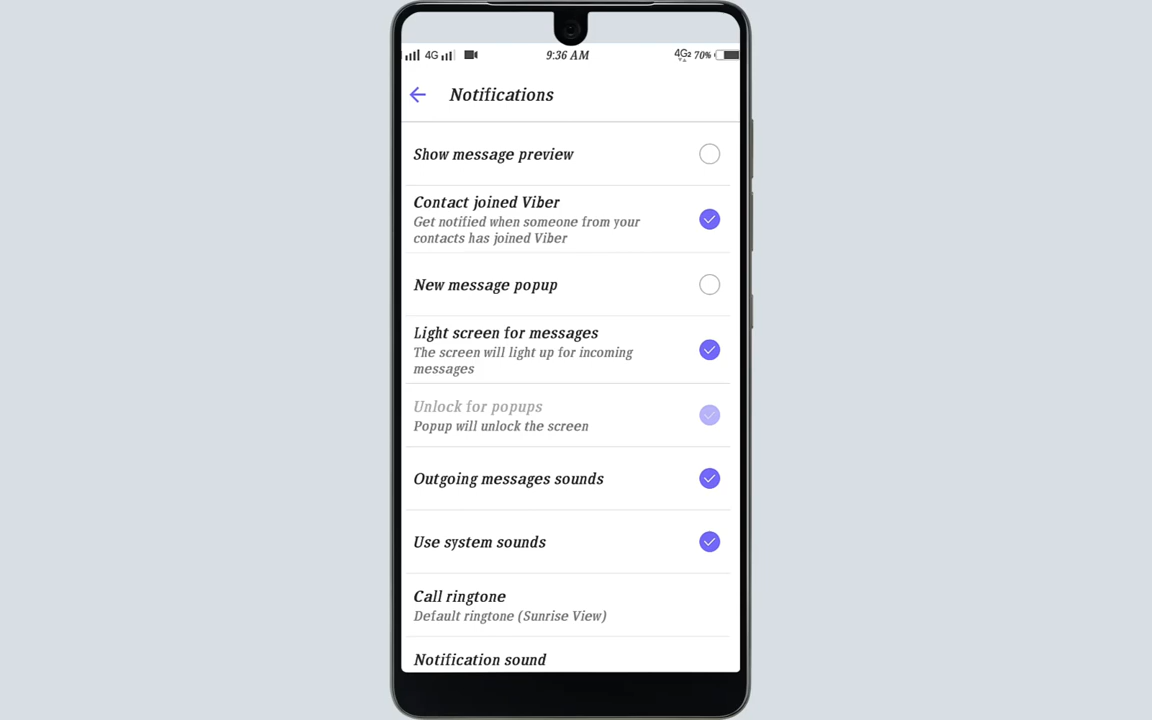 4G 9:36 AM 4G2 70%
Notifications
Show message preview
Contact joined Viber
Get notified when someone from your
contacts has joined Viber
New message popup
Light screen for messages
The screen will light up for incoming
messages
Unlock for popups
Popup will unlock the screen
Outgoing messages sounds
Use system sounds
Call ringtone
Default ringtone (Sunrise View)
Notification sound